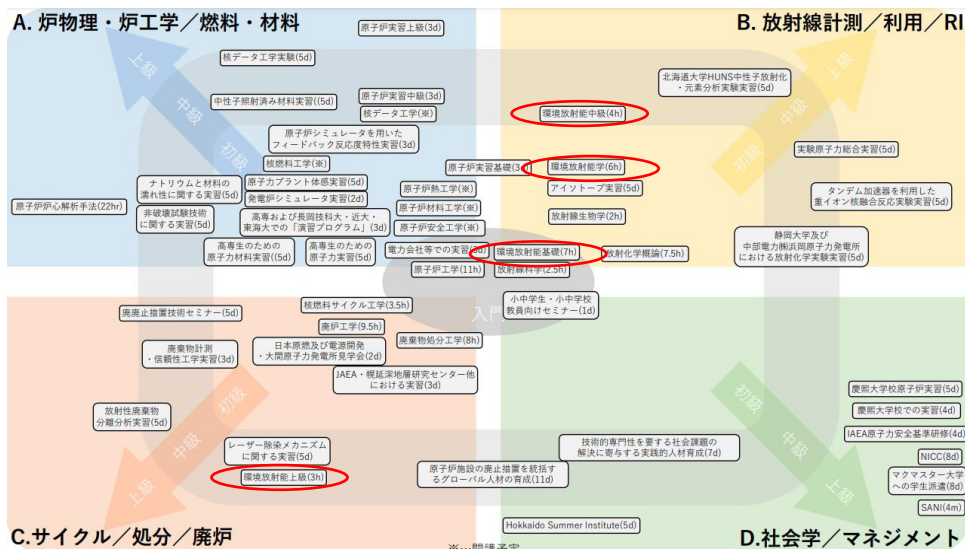 A. 炉物理・炉工学／燃料・材料
B. 放射線計測／利用／RI
原子炉実習上級(3d)
上級
中級
初級
核データ工学実験(5d)
中性子照射済み材料実習((5d)
原子炉実習中級(3d)
核データ工学(※)
原子炉シミュレータを用いた
フィードバック反応度特性実習(3d)
核燃料工学(※)
原子力プラント体感実習(5d)
発電炉シミュレータ実習(2d)
ナトリウムと材料の
濡れ性に関する実習(5d)
原子炉炉心解析手法(22hr)
非破壊試験技術
に関する実習(5d)
高専および長岡技科大・近大・
東海大での「演習プログラム」(3d)
高専生のための
原子力材料実習((5d)
高専生のための
原子力実習(5d)
原子炉実習基礎(3
原子炉熱工学(※)
原子炉材料工学(※)
原子炉安全工学(※)
電力会社等での実習(3d)
原子炉工学(11h)
上級
中級
北海道大学HUNS中性子放射化
・元素分析実験実習(5d)
環境放射能中級(4h)
環境放射能学(6h)
アイソトープ実習(5d)
放射線生物学(2h)
環境放射能基礎(7h)
放射化学概論(7.5h)
放射線科学(2.5h)
実験原子力総合実習(5d)
タンデム加速器を利用した
重イオン核融合反応実験実習(5d)
静岡大学及び
中部電力㈱浜岡原子力発電所
における放射化学実験実習(5d)
入門
小中学生・小中学校
教員向けセミナー(1d)
核燃料サイクル工学(3.5h)
廃廃止措置技術セミナー(5d)
廃炉工学(9.5h)
廃棄物計測
・信頼性工学実習(3d)
日本原燃及び電源開発
・大間原子力発電所見学会(2d)
廃棄物処分工学(8h)
JAEA・幌延深地層研究センター他
における実習(3d)
初級
中級
上級
放射性廃棄物
分離分析実習(5d)
レーザー除染メカニズム
に関する実習(5d)
環境放射能上級(3h)
原子炉施設の廃止措置を統括す
るグローバル人材の育成(11d)
技術的専門性を要する社会課題の
解決に寄与する実践的人材育成(7d)
初級
中級
上級
慶熙大学校原子炉実習(5d)
慶熙大学校での実習(4d)
IAEA原子力安全基準研修(4d)
NICC(8d)
マクマスター大学
への学生派遣(8d)
SANI(4m)
Hokkaido Summer Institute(5d)
C.サイクル／処分／廃炉
D.社会学／マネジメント